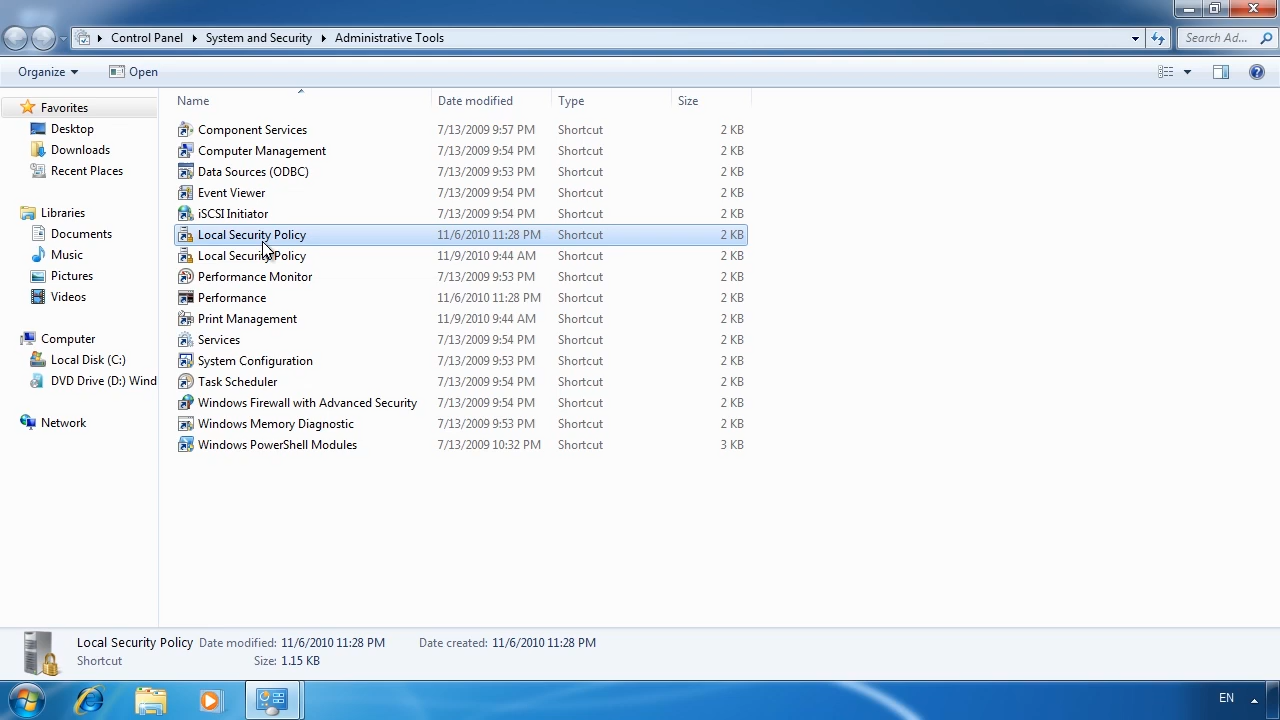 Control Panel System and Security Administrative Tools Search Ad...
Organize Open
Name Date modified Type Size
Favorites
Desktop
Downloads
Recent Places
Libraries
Documents
Music
Pictures
Videos
Computer
Local Disk (C:)
DVD Drive (D:) Wind
Network
Component Services 7/13/2009 9:57 PM Shortcut 2 KB
Computer Management 7/13/2009 9:54 PM Shortcut 2 KB
Data Sources (ODBC) 7/13/2009 9:53 PM Shortcut 2 KB
Event Viewer 7/13/2009 9:54 PM Shortcut 2 KB
iSCSI Initiator 7/13/2009 9:54 PM Shortcut 2 KB
Local Security Policy 11/6/2010 11:28 PM Shortcut 2 KB
Local Security Policy 11/9/2010 9:44 AM Shortcut 2 KB
Performance Monitor 7/13/2009 9:53 PM Shortcut 2 KB
Performance 11/6/2010 11:28 PM Shortcut 2 KB
Print Management 11/9/2010 9:44 AM Shortcut 2 KB
Services 7/13/2009 9:54 PM Shortcut 2 KB
System Configuration 7/13/2009 9:53 PM Shortcut 2 KB
Task Scheduler 7/13/2009 9:54 PM Shortcut 2 KB
Windows Firewall with Advanced Security 7/13/2009 9:54 PM Shortcut 2 KB
Windows Memory Diagnostic 7/13/2009 9:53 PM Shortcut 2 KB
Windows PowerShell Modules 7/13/2009 10:32 PM Shortcut 3 KB
Local Security Policy Date modified: 11/6/2010 11:28 PM Date created: 11/6/2010 11:28 PM
Shortcut Size: 1.15 KB
EN